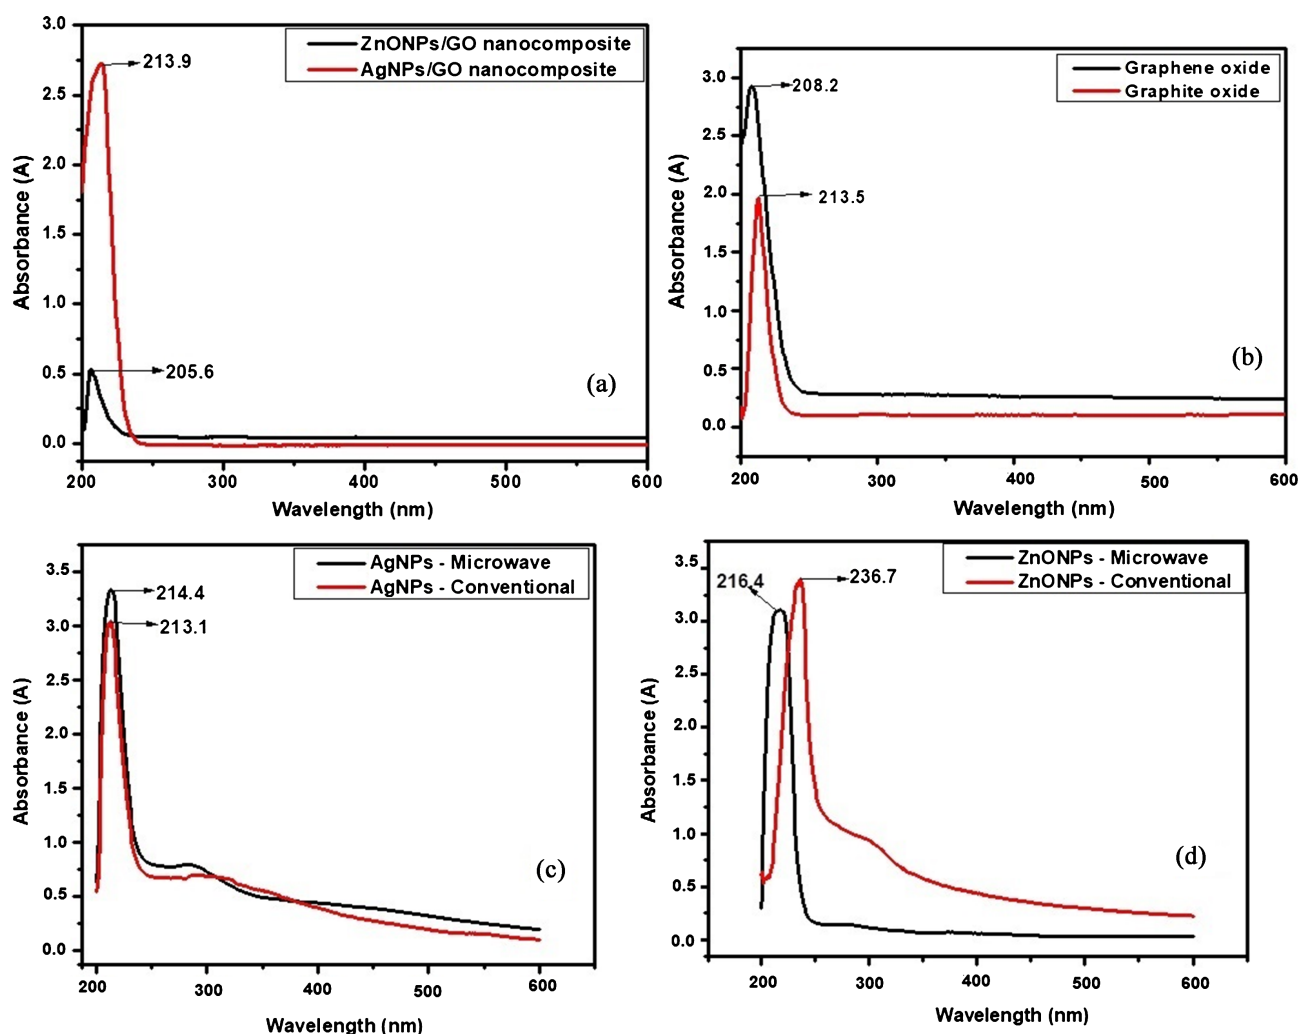 3.0
2.5
2.0
1.5
1.0
0.5
0.0
Absorbance (A)
ZnONPs/GO nanocomposite
AgNPs/GO nanocomposite
213.9
205.6
(a)
200 300 400 500 600
Wavelength (nm)
3.0
2.5
2.0
1.5
1.0
0.5
0.0
Absorbance (A)
Graphene oxide
Graphite oxide
208.2
213.5
(b)
200 300 400 500 600
Wavelength (nm)
3.5
3.0
2.5
2.0
1.5
1.0
0.5
0.0
Absorbance (A)
AgNPs - Microwave
AgNPs - Conventional
214.4
213.1
(c)
200 300 400 500 600
Wavelength (nm)
3.5
3.0
2.5
2.0
1.5
1.0
0.5
0.0
Absorbance (A)
ZnONPs - Microwave
ZnONPs - Conventional
216.4
236.7
(d)
200 300 400 500 600
Wavelength (nm)